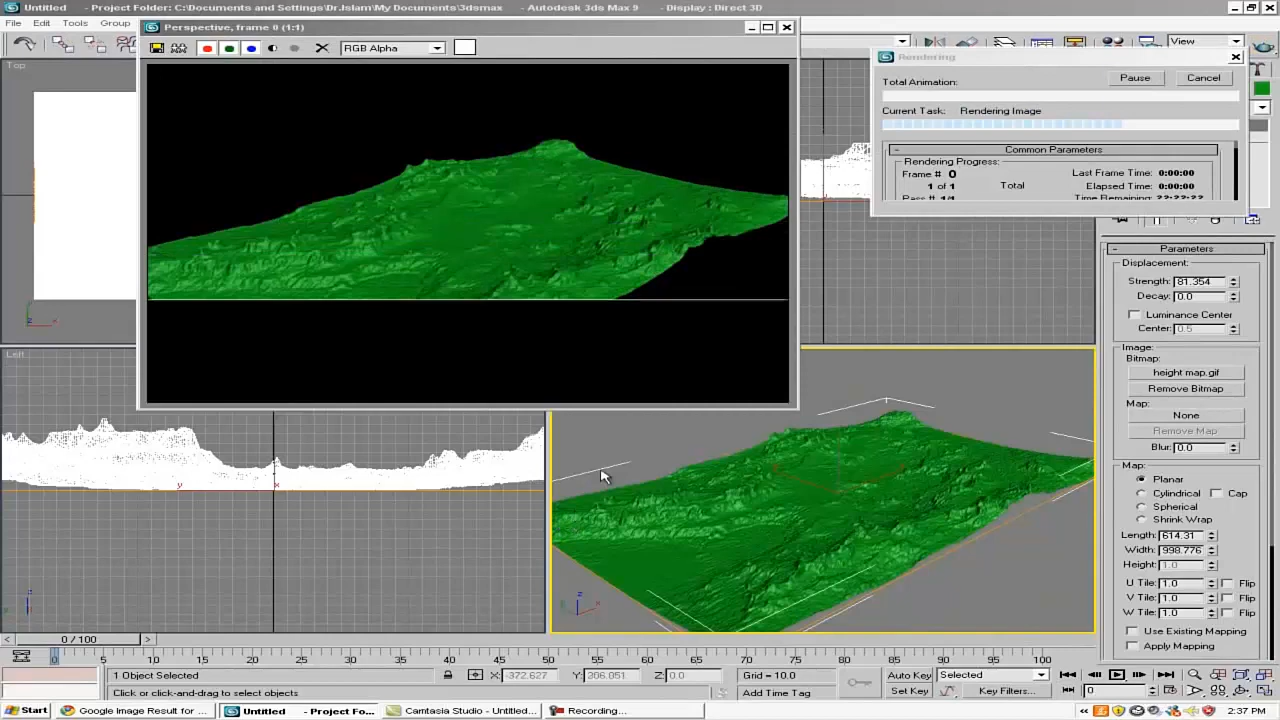 Untitled - Project Folder: C:\Documents and Settings\Dr.Islam\My Documents\3dsmax - Autodesk 3ds Max 9 - Display : Direct 3D
File Edit Tools Group
Perspective, frame 0 (1:1)
RGB Alpha
View
Top
Rendering
Total Animation:
Pause
Cancel
Current Task: Rendering Image
- Common Parameters
Rendering Progress:
Frame # 0
Last Frame Time: 0:00:00
1 of 1
Total
Elapsed Time: 0:00:00
Pass # 1/1
Time Remaining: ??:??:??
- Parameters
Displacement:
Strength: 81.354
Decay: 0.0
Luminance Center
Center: 0.5
Image:
Bitmap:
height map.gif
Remove Bitmap
Map:
None
Remove Map
Blur: 0.0
Map:
Planar
Cylindrical
Cap
Spherical
Shrink Wrap
Length: 614.31
Width: 998.776
Height: 1.0
U Tile: 1.0 Flip
V Tile: 1.0 Flip
W Tile: 1.0 Flip
Use Existing Mapping
Apply Mapping
Left
z
x
y
x
z
x
< 0 / 100 >
0 5 10 15 20 25 30 35 40 45 50 55 60 65 70 75 80 85 90 95 100
1 Object Selected
X: -372.627
Y: 206.051
Z: 0.0
Grid = 10.0
Auto Key
Selected
Click or click-and-drag to select objects
Add Time Tag
Set Key
Key Filters...
0
Start
Google Image Result for ...
Untitled - Project Fo...
Camtasia Studio - Untitled...
Recording...
2:37 PM